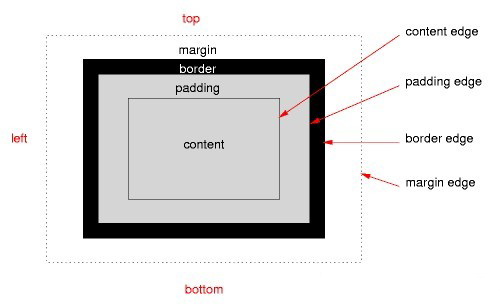 top
content edge
margin
border
padding edge
padding
left
content
border edge
margin edge
bottom